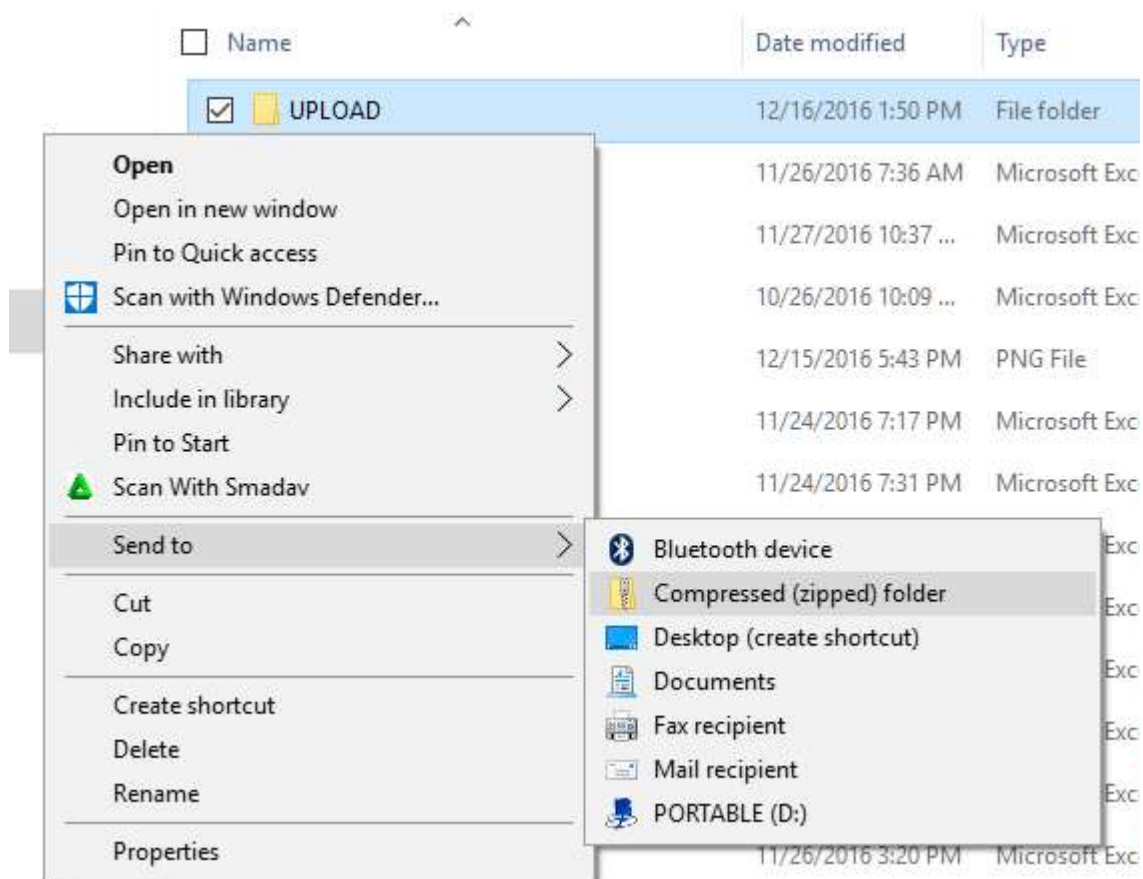 Name Date modified Type
UPLOAD 12/16/2016 1:50 PM File folder
Open
11/26/2016 7:36 AM Microsoft Exc
Open in new window
Pin to Quick access
11/27/2016 10:37 ... Microsoft Exc
Scan with Windows Defender...
10/26/2016 10:09 ... Microsoft Exc
Share with
12/15/2016 5:43 PM PNG File
Include in library
11/24/2016 7:17 PM Microsoft Exc
Pin to Start
Scan With Smadav
11/24/2016 7:31 PM Microsoft Exc
Send to
Bluetooth device
Exc
Compressed (zipped) folder
Exc
Cut
Desktop (create shortcut)
Copy
Documents
Exc
Create shortcut
Fax recipient
Exc
Delete
Mail recipient
Exc
Rename
PORTABLE (D:)
Properties
11/26/2016 3:20 PM Microsoft Exc